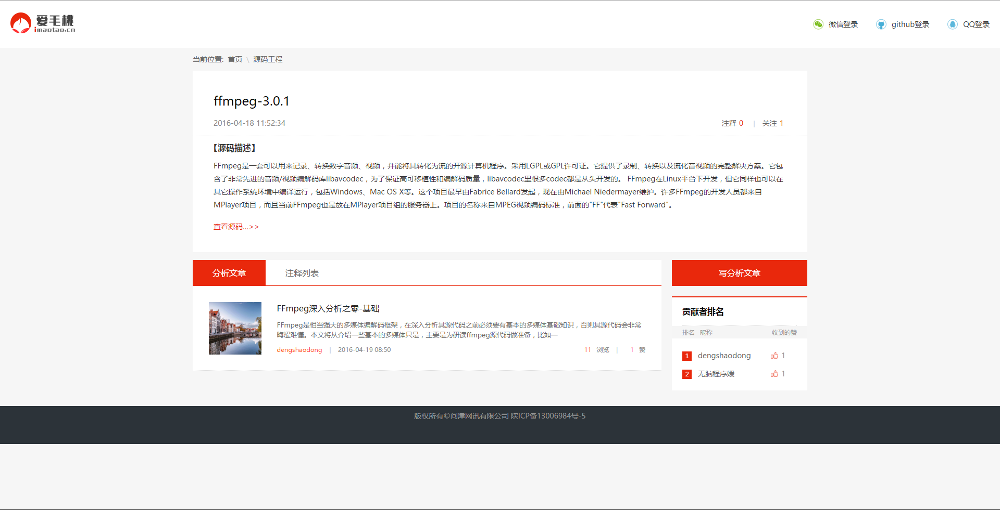 爱毛桃
imaotao.cn
微信登录
github登录
QQ登录
当前位置: 首页 \ 源码工程
ffmpeg-3.0.1
2016-04-18 11:52:34
注释 0 | 关注 1
【源码描述】
FFmpeg是一套可以用来记录、转换数字音频、视频，并能将其转化为流的开源计算机程序。采用LGPL或GPL许可证。它提供了录制、转换以及流化音视频的完整解决方案。它包
含了非常先进的音频/视频编解码库libavcodec，为了保证高可移植性和编解码质量，libavcodec里很多codec都是从头开发的。 FFmpeg在Linux平台下开发，但它同样也可以在
其它操作系统环境中编译运行，包括Windows、Mac OS X等。这个项目最早由Fabrice Bellard发起，现在由Michael Niedermayer维护。许多FFmpeg的开发人员都来自
MPlayer项目，而且当前FFmpeg也是放在MPlayer项目组的服务器上。项目的名称来自MPEG视频编码标准，前面的"FF"代表"Fast Forward"。
查看源码...>>
分析文章
注释列表
写分析文章
FFmpeg深入分析之零-基础
FFmpeg是相当强大的多媒体编解码框架，在深入分析其源代码之前必须要有基本的多媒体基础知识，否则其源代码会非常
晦涩难懂。本文将从介绍一些基本的多媒体只是，主要是为研读ffmpeg源代码做准备，比如一
dengshaodong | 2016-04-19 08:50
11 浏览 | 1 赞
贡献者排名
排名 昵称 收到的赞
1 dengshaodong 1
2 无脑程序媛 1
版权所有©问津网讯有限公司 陕ICP备13006984号-5